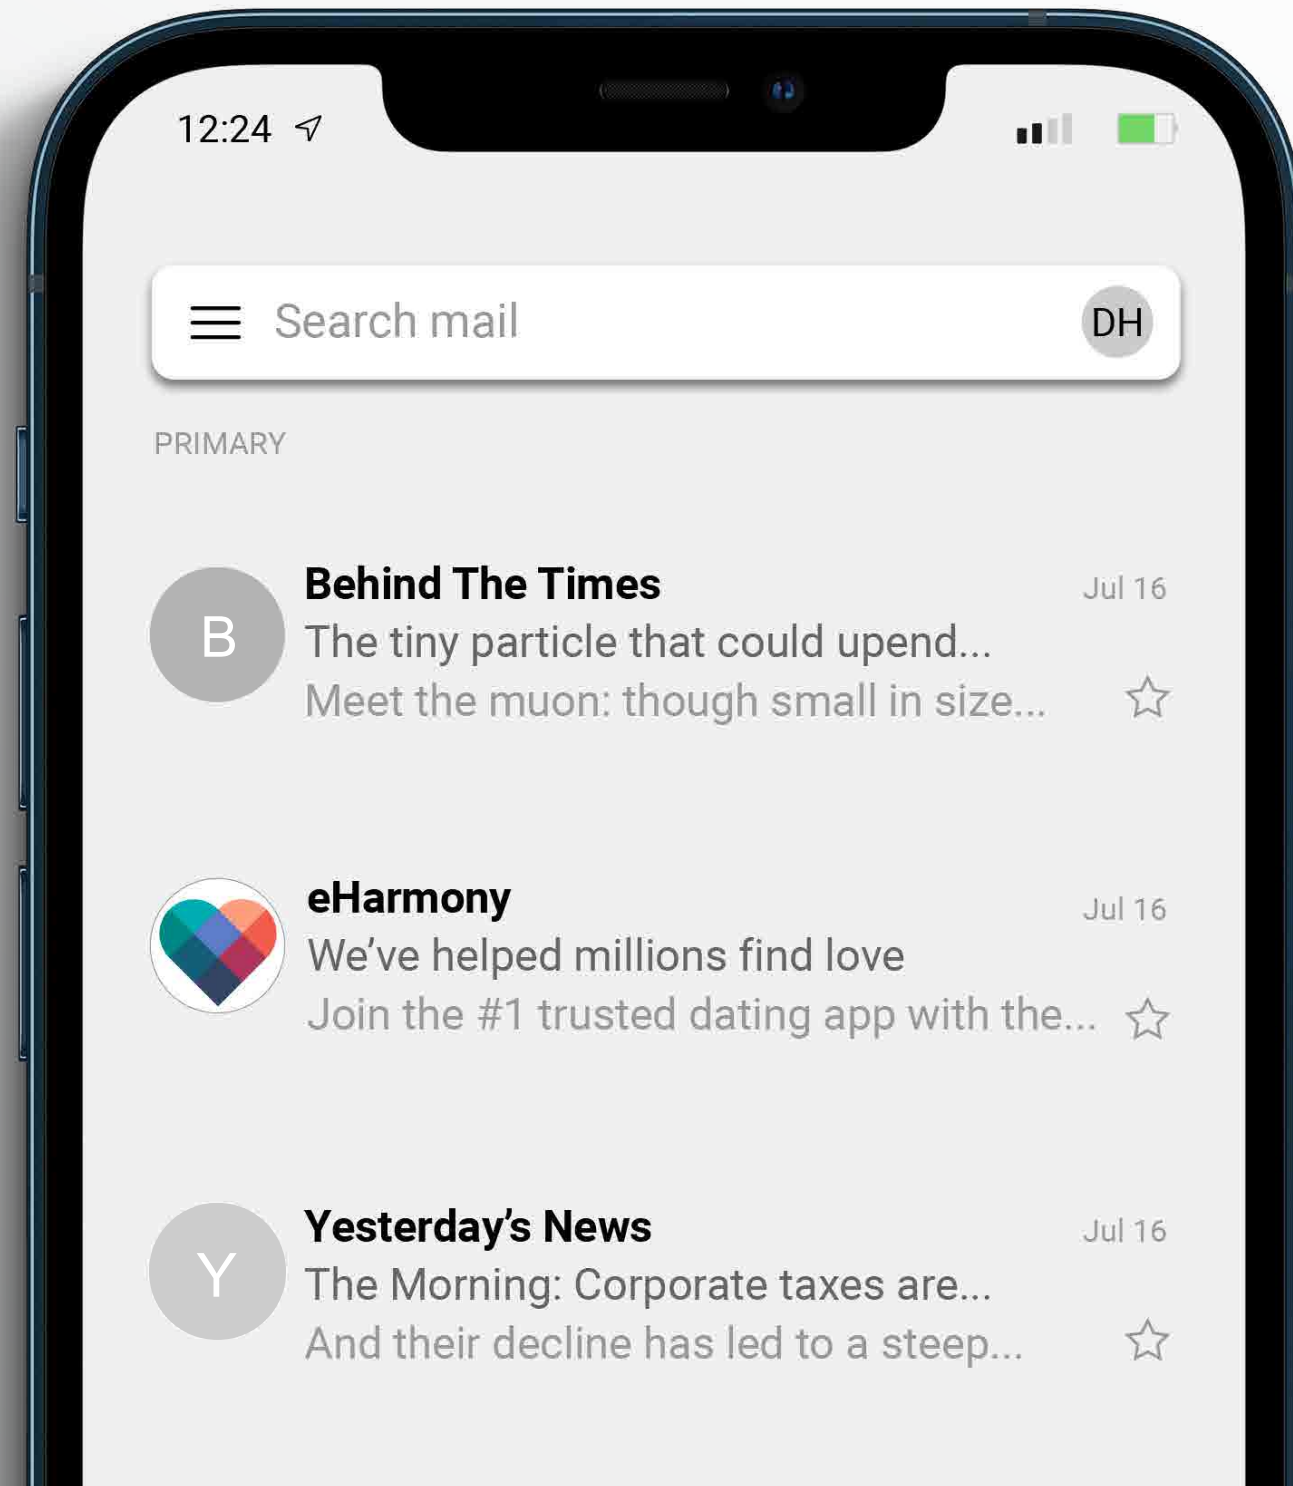 12:24
Search mail
DH
PRIMARY
B
Behind The Times
Jul 16
The tiny particle that could upend...
Meet the muon: though small in size...
eHarmony
Jul 16
We’ve helped millions find love
Join the #1 trusted dating app with the...
Y
Yesterday’s News
Jul 16
The Morning: Corporate taxes are...
And their decline has led to a steep...